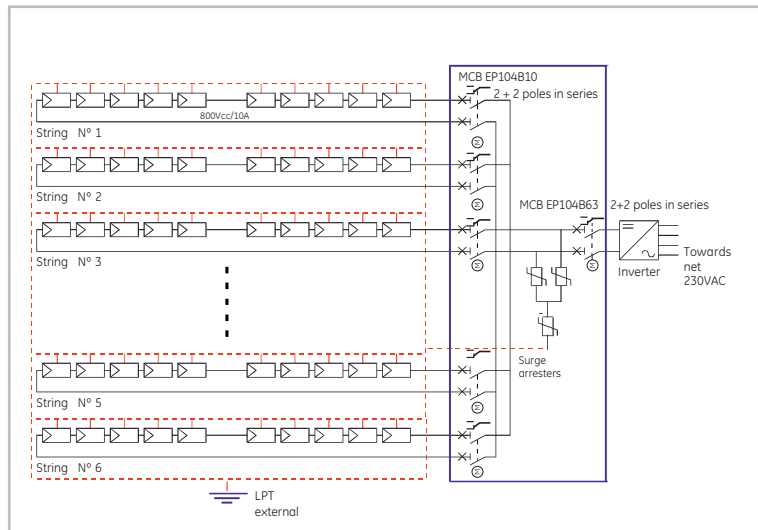 MCB EP104B10
2 + 2 poles in series
800Vcc/10A
String Nº 1
M
String Nº 2
M
MCB EP104B63 2+2 poles in series
String Nº 3
M
M
Inverter
Towards
net
230VAC
Surge
arresters
M
String Nº 5
M
String Nº 6
M
LPT
external